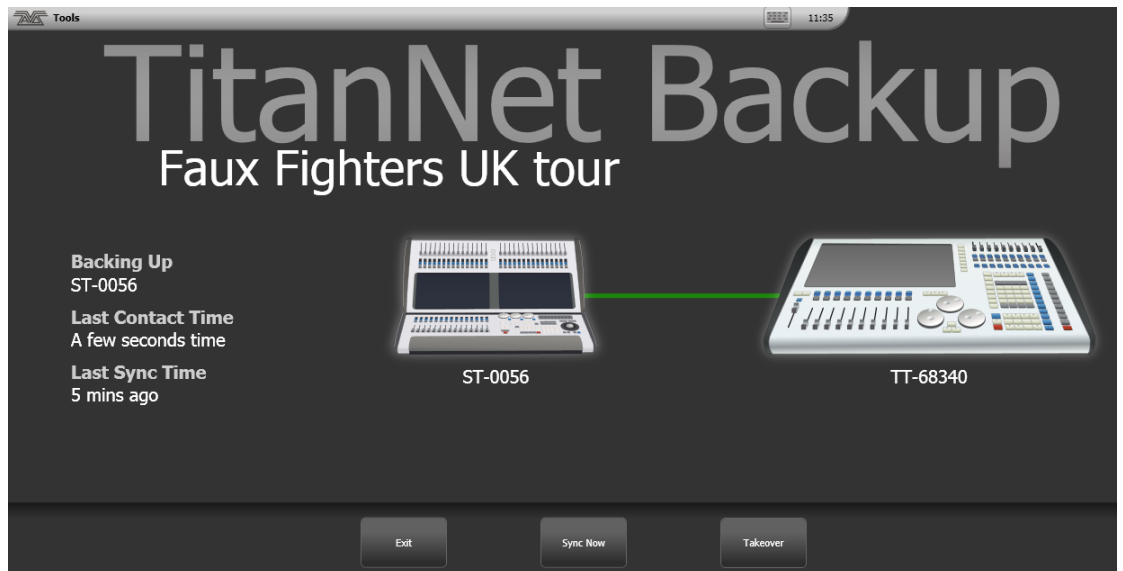 Tools
11:35
TitanNet Backup
Faux Fighters UK tour
Backing Up
ST-0056
Last Contact Time
A few seconds time
Last Sync Time
5 mins ago
ST-0056
TT-68340
Exit
Sync Now
Takeover